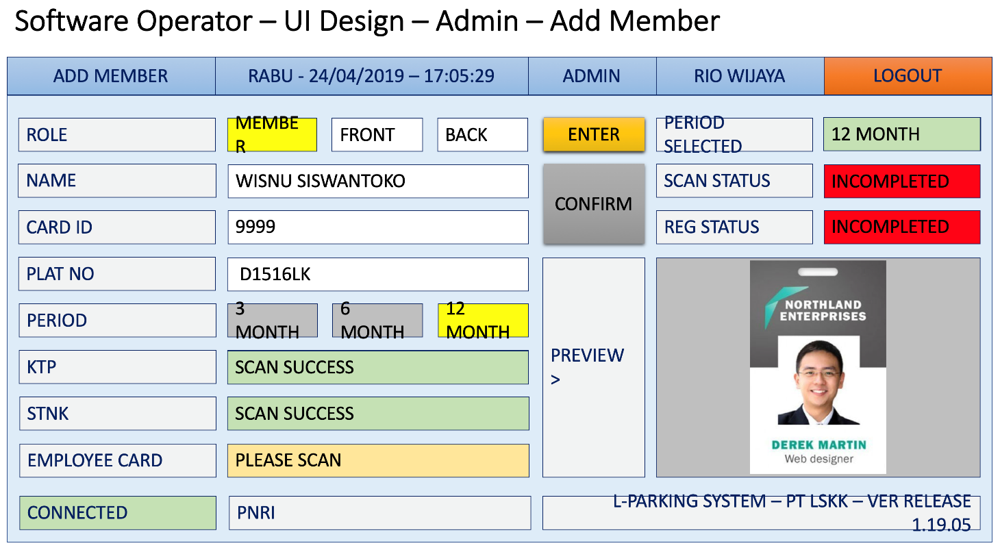 Software Operator – UI Design – Admin – Add Member
ADD MEMBER
RABU - 24/04/2019 – 17:05:29
ADMIN
RIO WIJAYA
LOGOUT
ROLE
MEMBE
R
FRONT
BACK
ENTER
PERIOD
SELECTED
12 MONTH
NAME
WISNU SISWANTOKO
CONFIRM
SCAN STATUS
INCOMPLETED
CARD ID
9999
REG STATUS
INCOMPLETED
PLAT NO
D1516LK
PERIOD
3
MONTH
6
MONTH
12
MONTH
KTP
SCAN SUCCESS
STNK
SCAN SUCCESS
EMPLOYEE CARD
PLEASE SCAN
PREVIEW
>
NORTHLAND
ENTERPRISES
DEREK MARTIN
Web designer
CONNECTED
PNRI
L-PARKING SYSTEM – PT LSKK – VER RELEASE
1.19.05